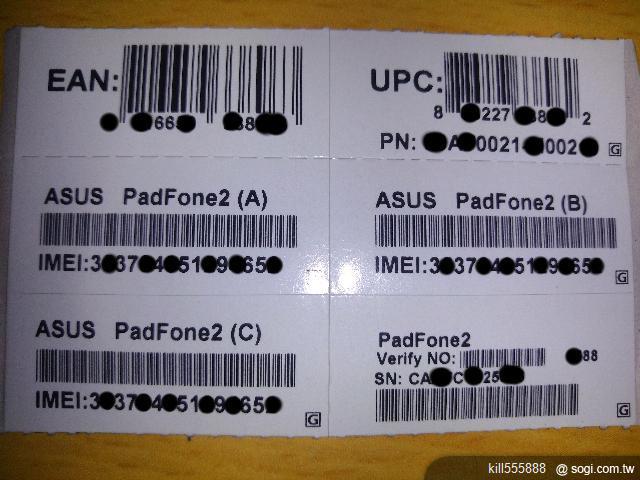 EAN:
UPC:
8 227 8 2
PN: A 0021 002
G
ASUS PadFone2 (A)
IMEI:3 37 4 51 9 65
ASUS PadFone2 (B)
IMEI:3 37 4 51 9 65
G
ASUS PadFone2 (C)
IMEI:3 37 4 51 9 65
G
PadFone2
Verify NO: 88
SN: CA C 25
G
kill555888 @ sogi.com.tw